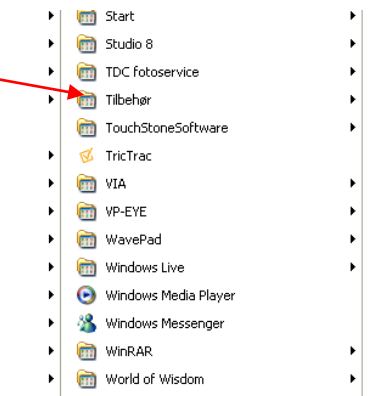 Start
Studio 8
TDC fotoservice
Tilbehør
TouchStoneSoftware
TricTrac
VIA
VP-EYE
WavePad
Windows Live
Windows Media Player
Windows Messenger
WinRAR
World of Wisdom